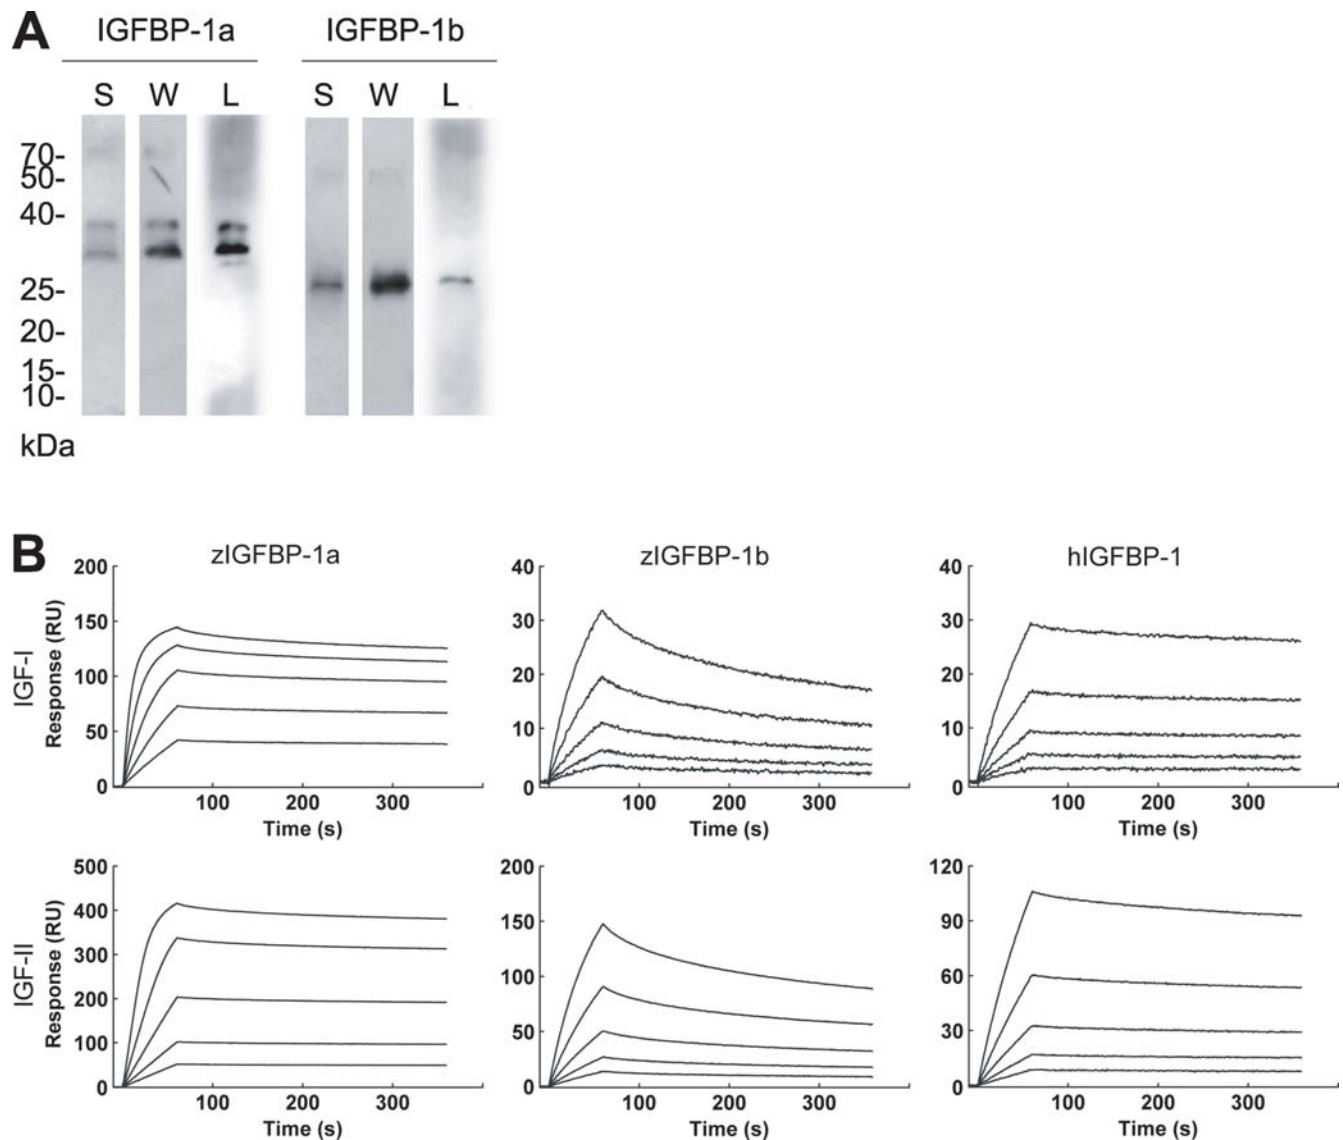 A
IGFBP-1a IGFBP-1b
S W L S W L
70-
50-
40-
25-
20-
15-
10-
kDa
B
zIGFBP-1a zIGFBP-1b hIGFBP-1
IGF-I
Response (RU)
200
150
100
50
0
100 200 300
Time (s)
40
30
20
10
0
100 200 300
Time (s)
40
30
20
10
0
100 200 300
Time (s)
IGF-II
Response (RU)
500
400
300
200
100
0
100 200 300
Time (s)
200
150
100
50
0
100 200 300
Time (s)
120
90
60
30
0
100 200 300
Time (s)